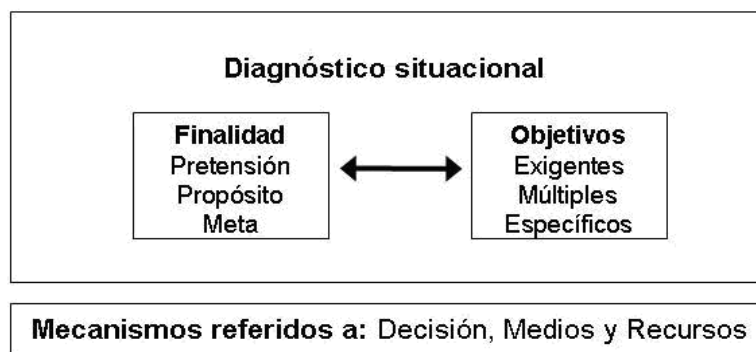 Diagnóstico situacional
Finalidad
Pretensión
Propósito
Meta
Objetivos
Exigentes
Múltiples
Específicos
Mecanismos referidos a: Decisión, Medios y Recursos